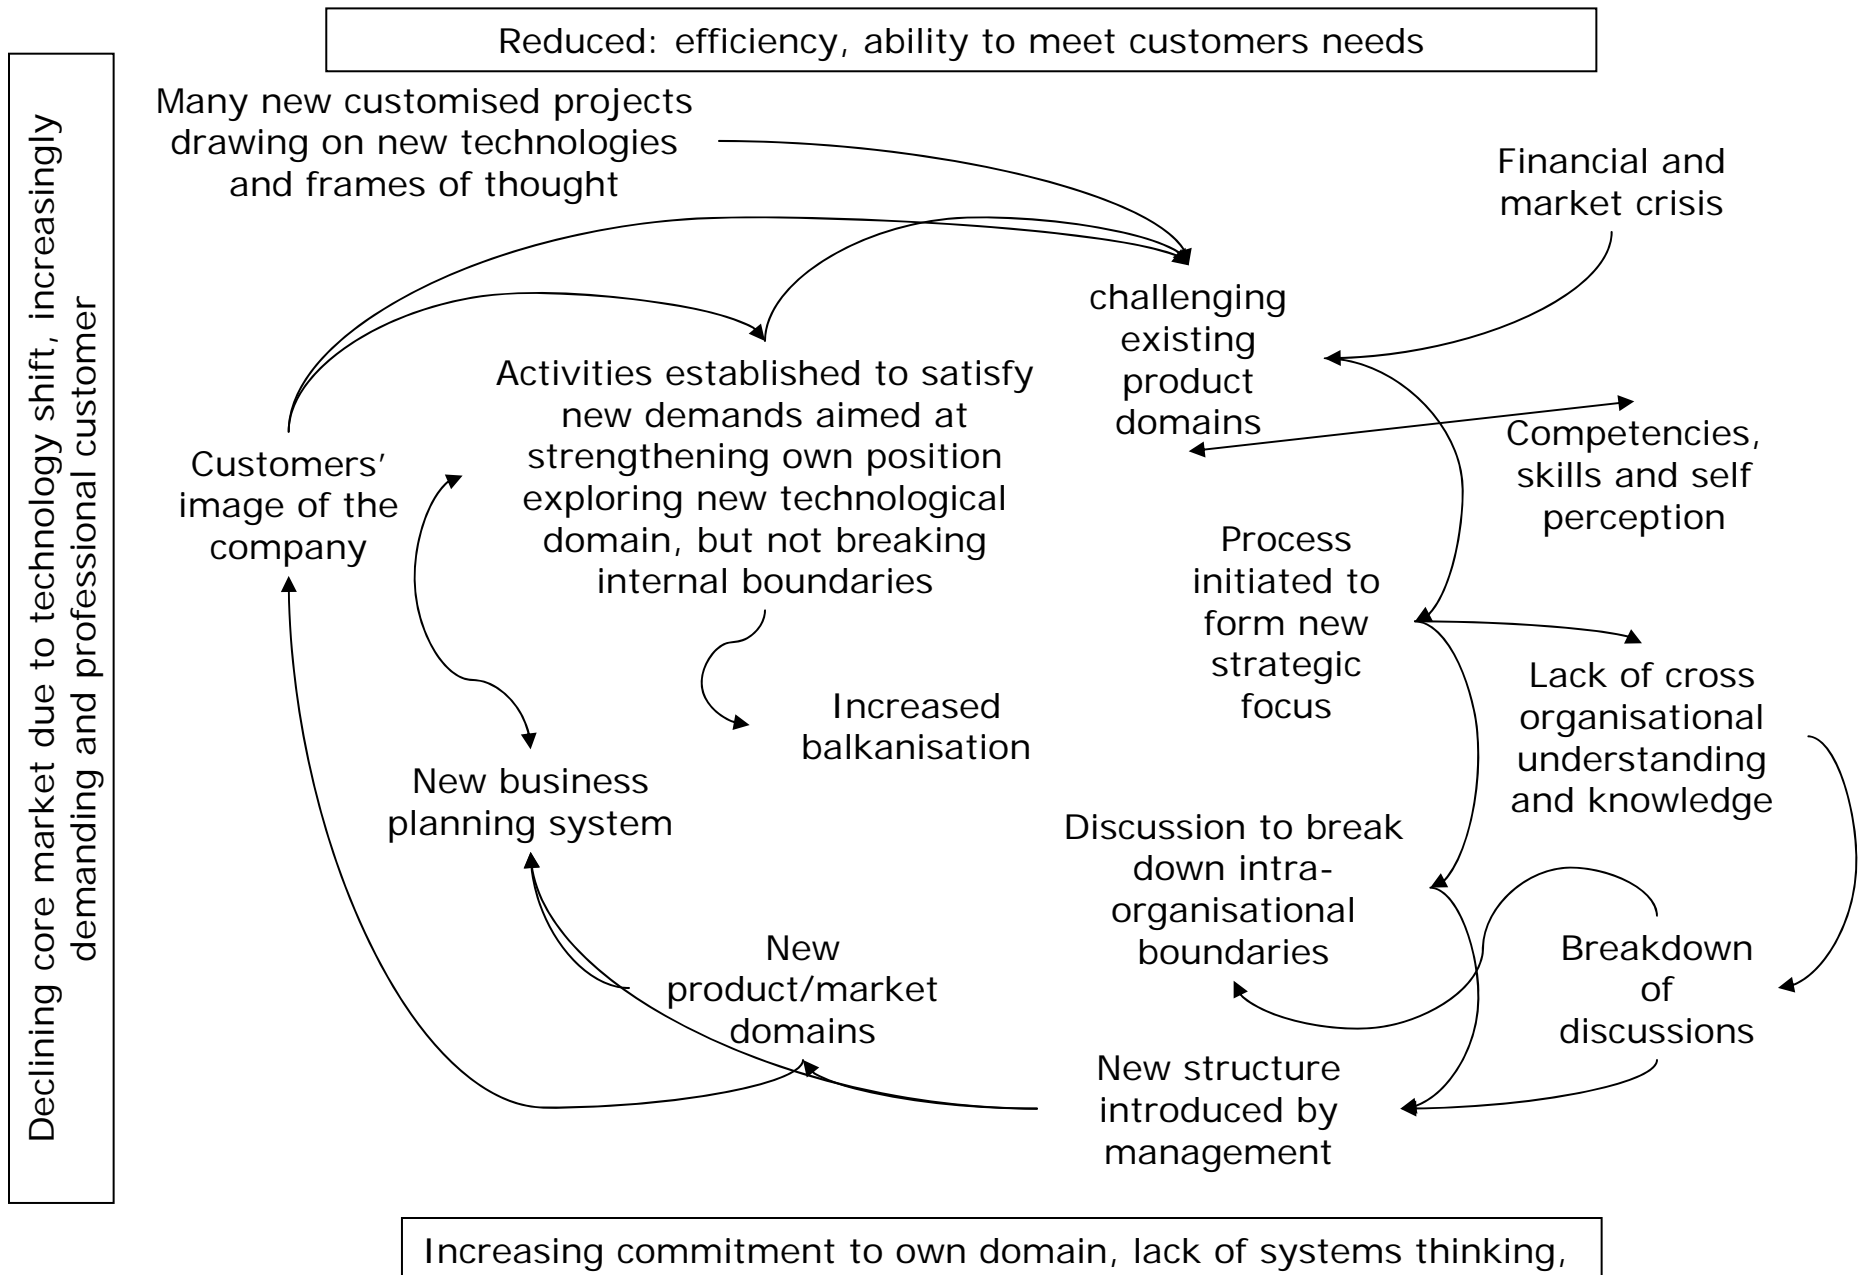 Reduced: efficiency, ability to meet customers needs
Declining core market due to technology shift, increasingly
demanding and professional customer
Many new customised projects
drawing on new technologies
and frames of thought
Financial and
market crisis
challenging
existing
product
domains
Activities established to satisfy
new demands aimed at
strengthening own position
exploring new technological
domain, but not breaking
internal boundaries
Customers’
image of the
company
Competencies,
skills and self
perception
Process
initiated to
form new
strategic
focus
Lack of cross
organisational
understanding
and knowledge
Increased
balkanisation
New business
planning system
Discussion to break
down intra-
organisational
boundaries
New
product/market
domains
Breakdown
of
discussions
New structure
introduced by
management
Increasing commitment to own domain, lack of systems thinking,